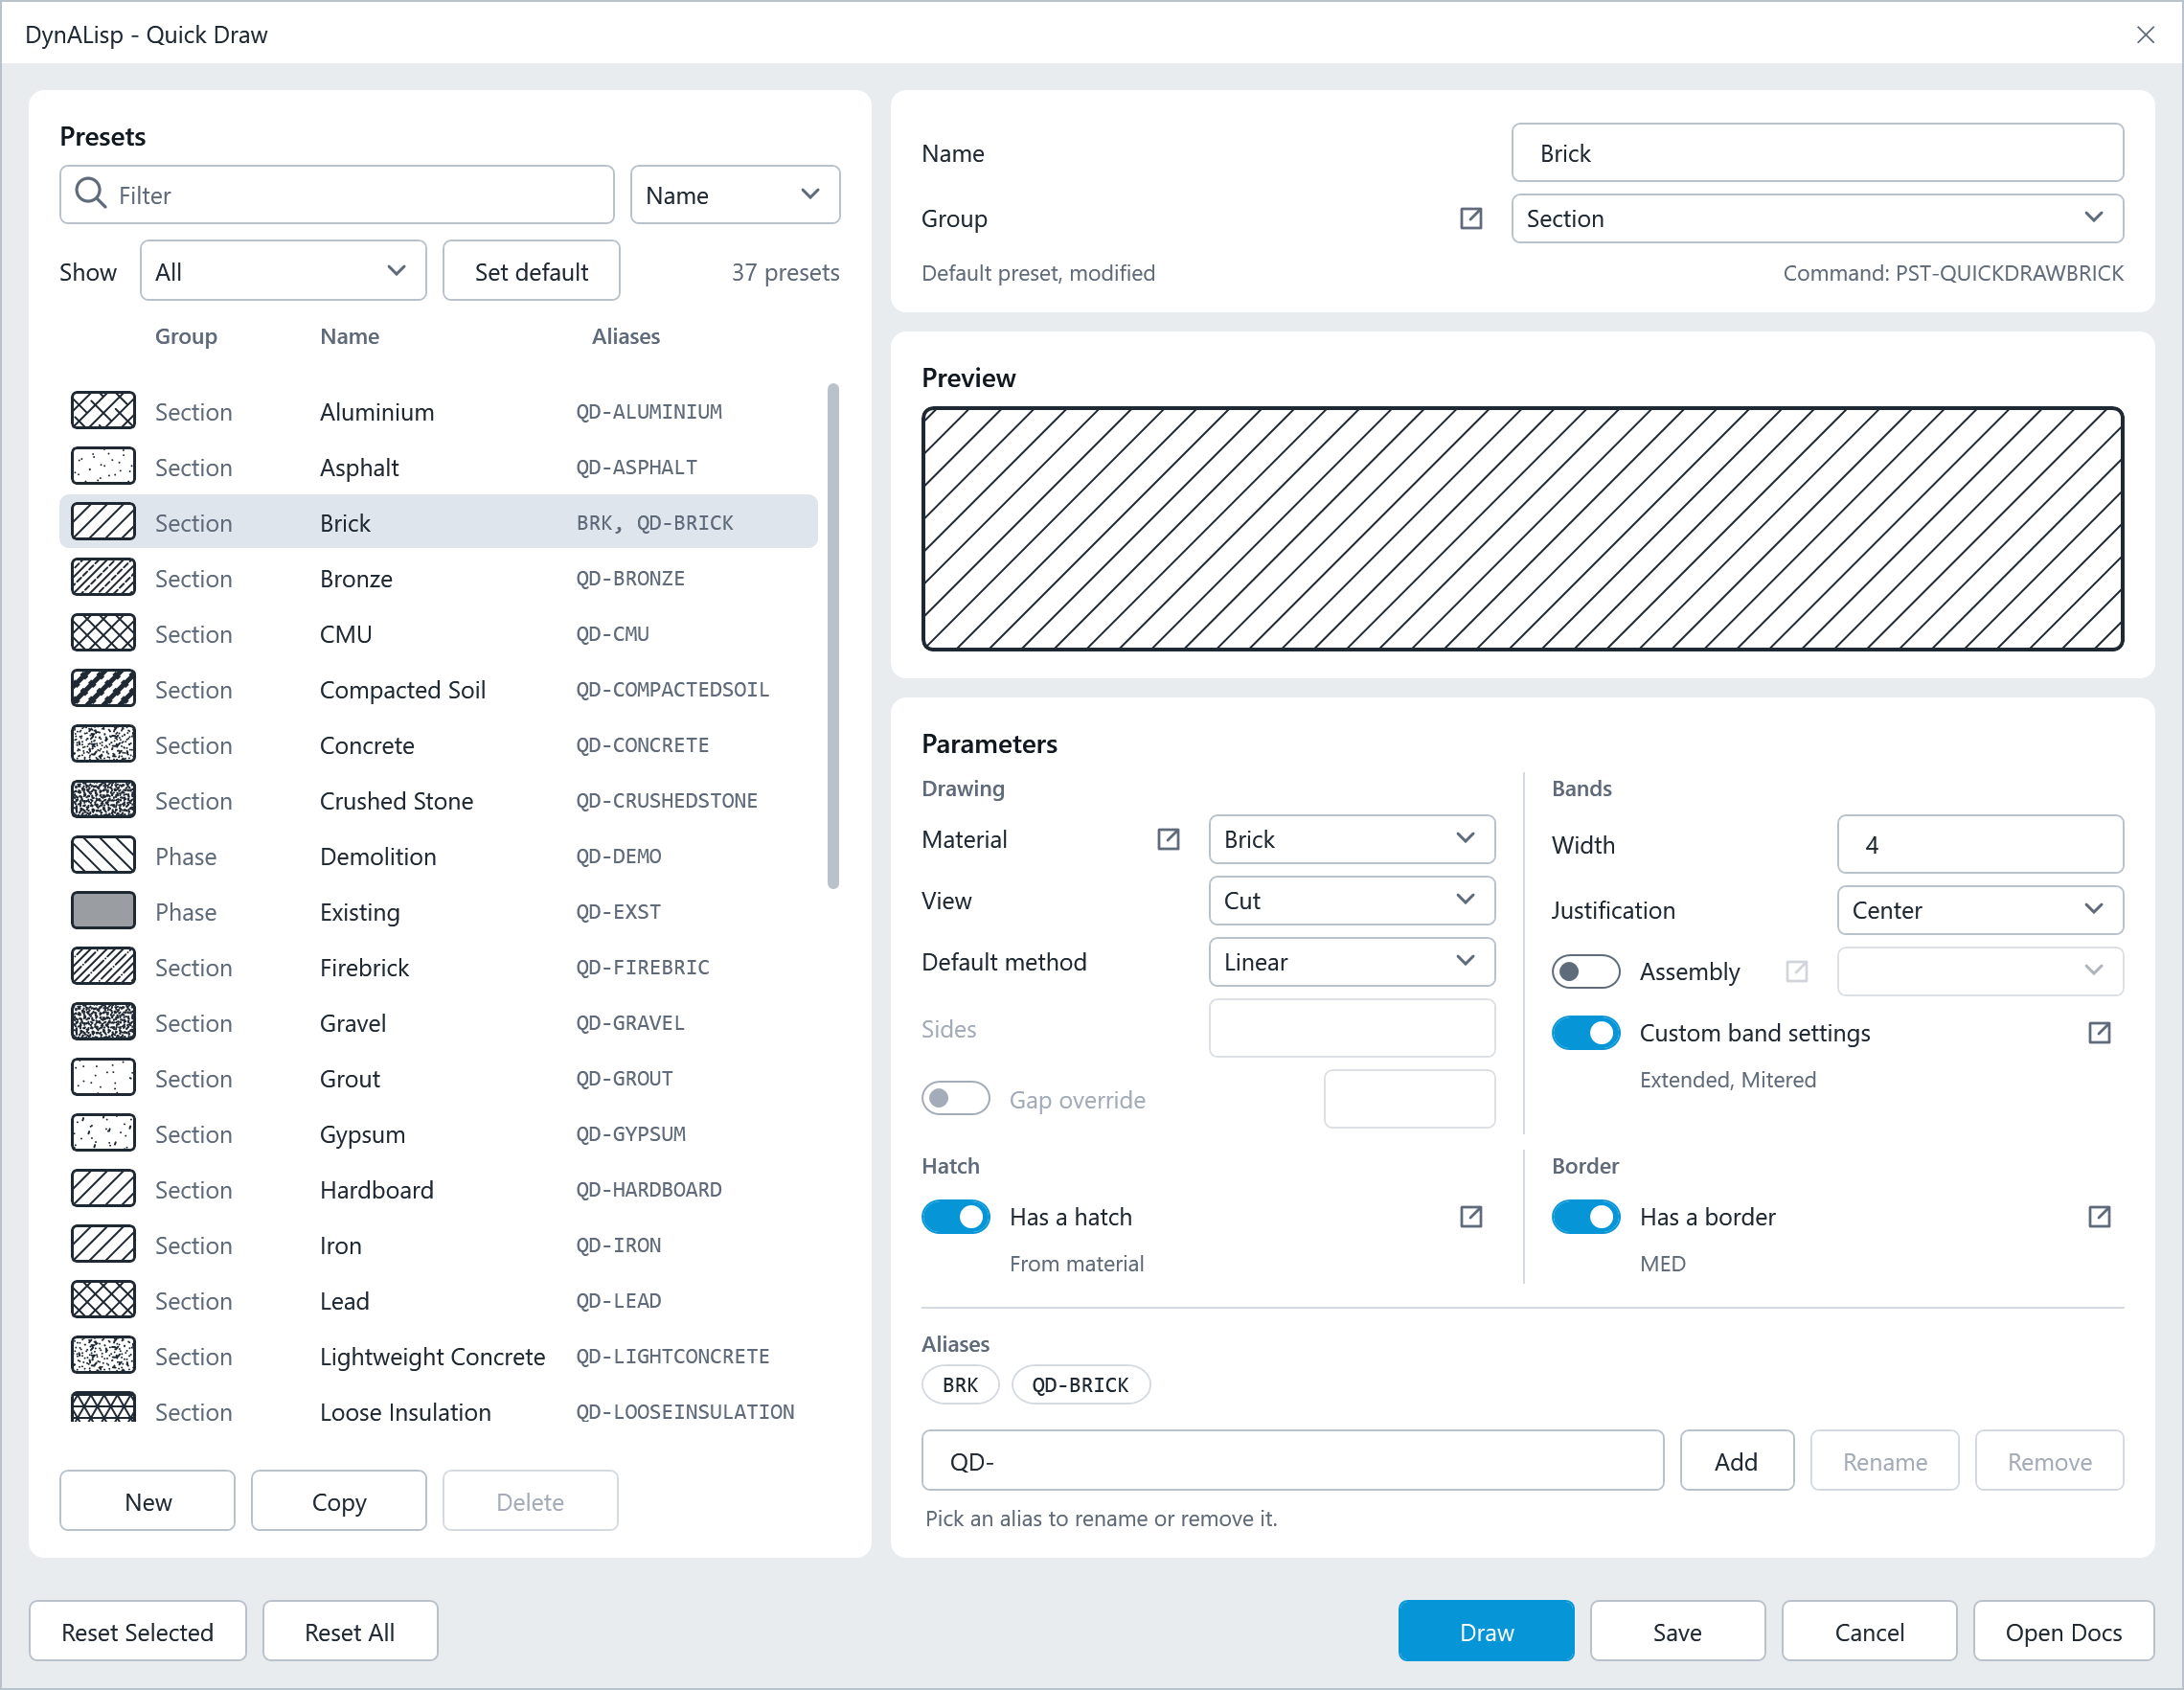 DynALisp - Quick Draw
Presets
Filter
Name
Show
All
Set default
37 presets
Group Name Aliases
Section Aluminium QD-ALUMINIUM
Section Asphalt QD-ASPHALT
Section Brick BRK, QD-BRICK
Section Bronze QD-BRONZE
Section CMU QD-CMU
Section Compacted Soil QD-COMPACTEDSOIL
Section Concrete QD-CONCRETE
Section Crushed Stone QD-CRUSHEDSTONE
Phase Demolition QD-DEMO
Phase Existing QD-EXST
Section Firebrick QD-FIREBRIC
Section Gravel QD-GRAVEL
Section Grout QD-GROUT
Section Gypsum QD-GYPSUM
Section Hardboard QD-HARDBOARD
Section Iron QD-IRON
Section Lead QD-LEAD
Section Lightweight Concrete QD-LIGHTCONCRETE
Section Loose Insulation QD-LOOSEINSULATION
New
Copy
Delete
Name
Brick
Group
Section
Default preset, modified
Command: PST-QUICKDRAWBRICK
Preview
Parameters
Drawing
Material
Brick
View
Cut
Default method
Linear
Sides
Gap override
Bands
Width
4
Justification
Center
Assembly
Custom band settings
Extended, Mitered
Hatch
Has a hatch
From material
Border
Has a border
MED
Aliases
BRK
QD-BRICK
QD-
Add
Rename
Remove
Pick an alias to rename or remove it.
Reset Selected
Reset All
Draw
Save
Cancel
Open Docs